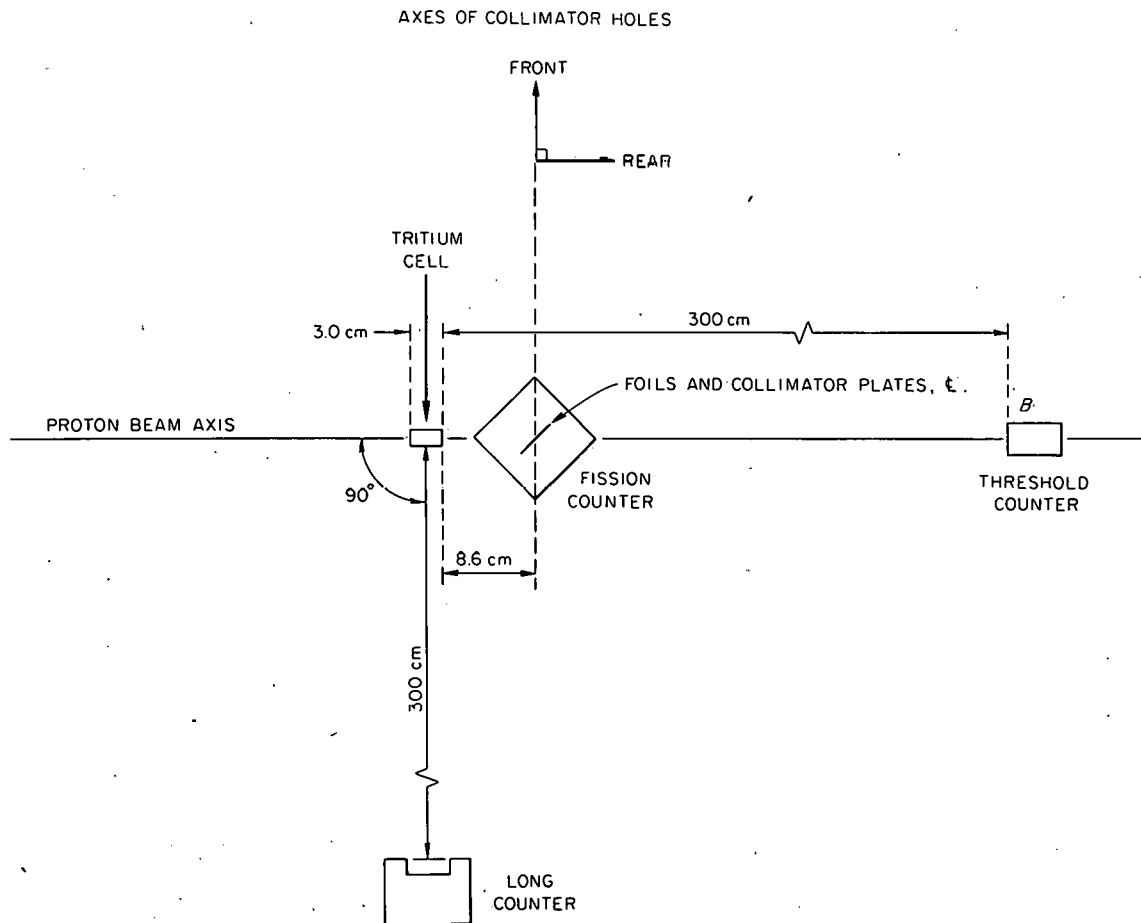 AXES OF COLLIMATOR HOLES
FRONT
REAR
TRITIUM
CELL
3.0 cm
300 cm
FOILS AND COLLIMATOR PLATES, ℄.
B
PROTON BEAM AXIS
90°
FISSION
COUNTER
THRESHOLD
COUNTER
8.6 cm
300 cm
LONG
COUNTER